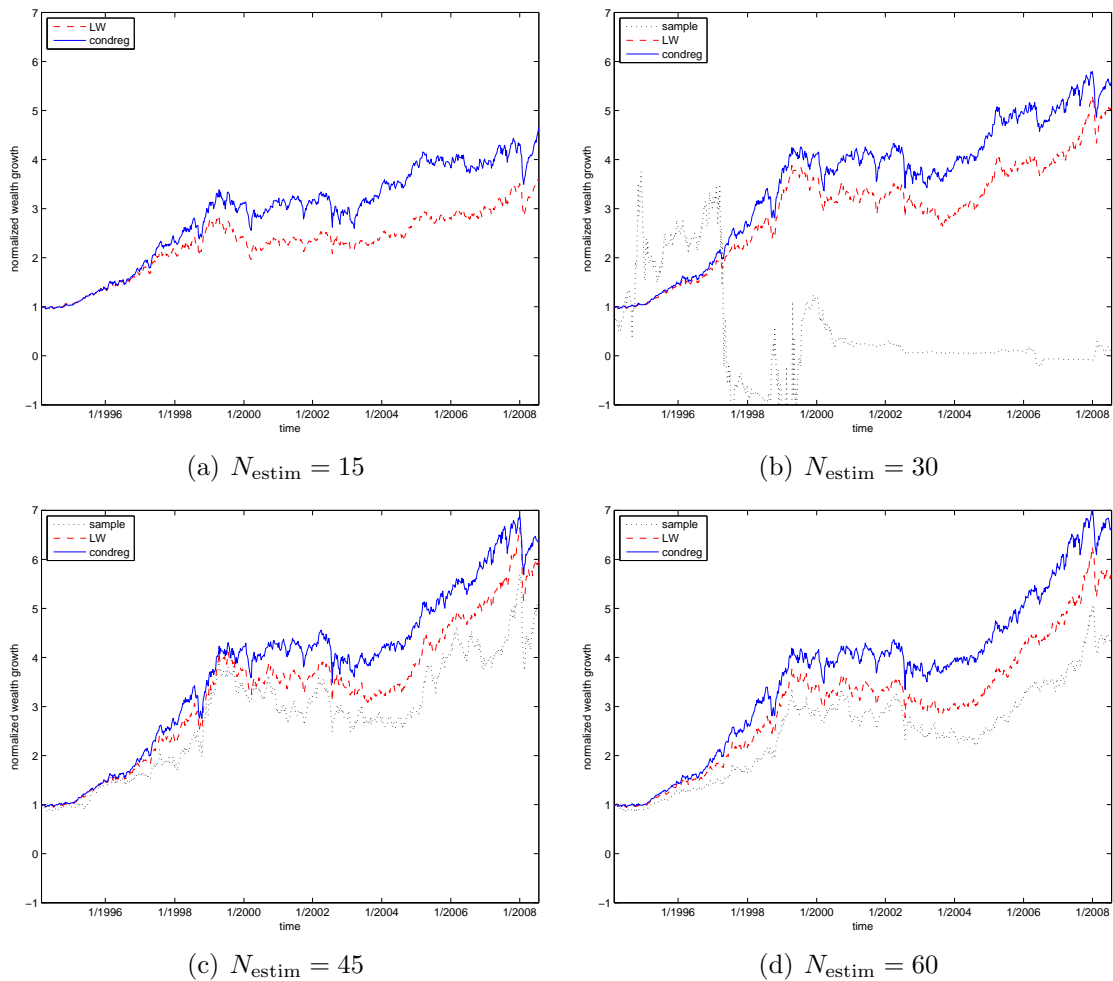 7
6
5
4
3
2
1
0
−1
normalized wealth growth
LW
condreg
1/1996 1/1998 1/2000 1/2002 1/2004 1/2006 1/2008
time
(a) N_estim = 15
7
6
5
4
3
2
1
0
−1
normalized wealth growth
sample
LW
condreg
1/1996 1/1998 1/2000 1/2002 1/2004 1/2006 1/2008
time
(b) N_estim = 30
7
6
5
4
3
2
1
0
−1
normalized wealth growth
sample
LW
condreg
1/1996 1/1998 1/2000 1/2002 1/2004 1/2006 1/2008
time
(c) N_estim = 45
7
6
5
4
3
2
1
0
−1
normalized wealth growth
sample
LW
condreg
1/1996 1/1998 1/2000 1/2002 1/2004 1/2006 1/2008
time
(d) N_estim = 60